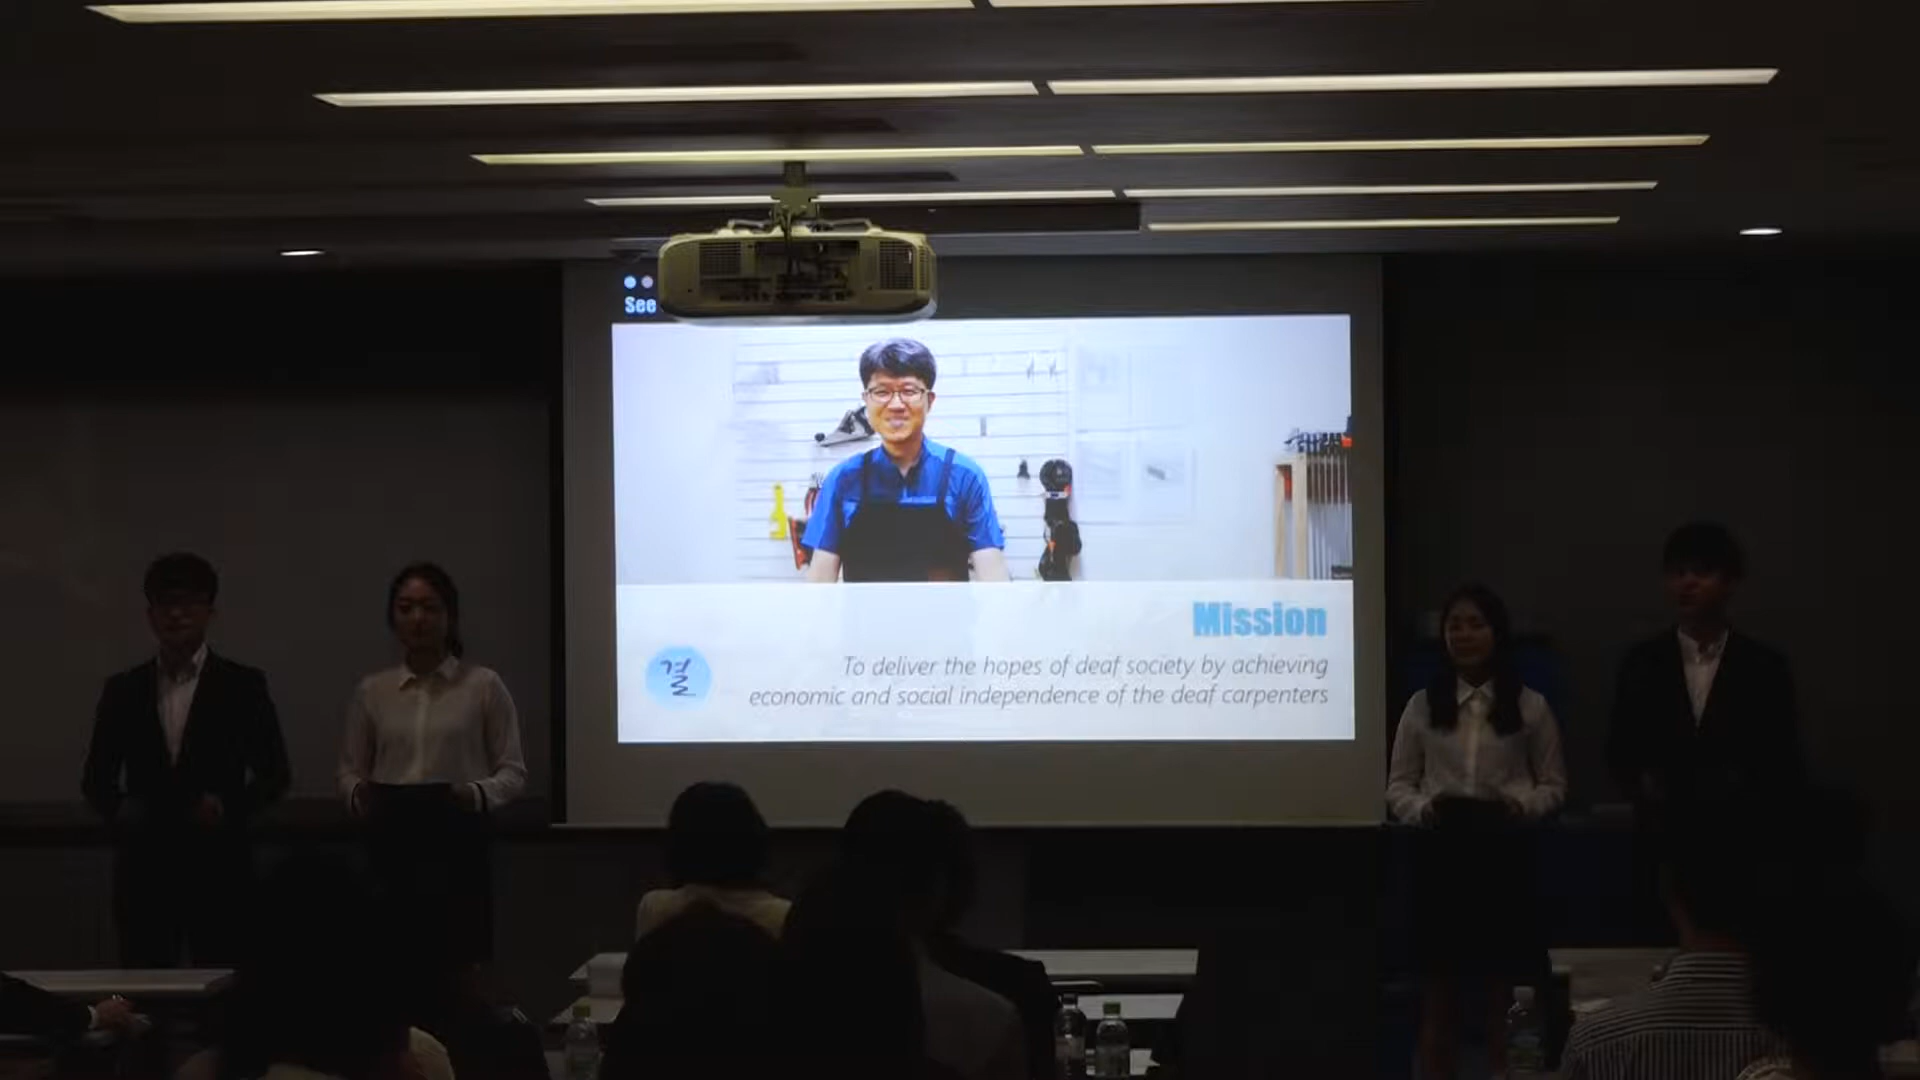 See
Mission
To deliver the hopes of deaf society by achieving
economic and social independence of the deaf carpenters
결